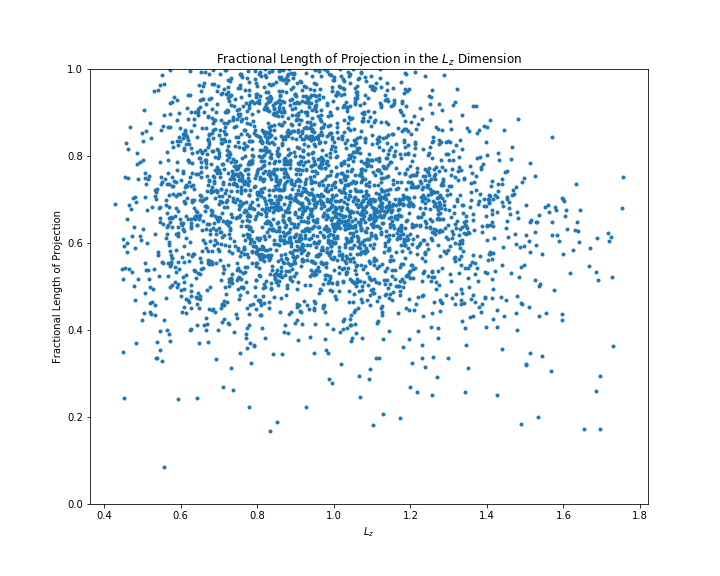 Fractional Length of Projection in the $L_z$ Dimension
Fractional Length of Projection
1.0
0.8
0.6
0.4
0.2
0.0
0.4 0.6 0.8 1.0 1.2 1.4 1.6 1.8
$L_z$